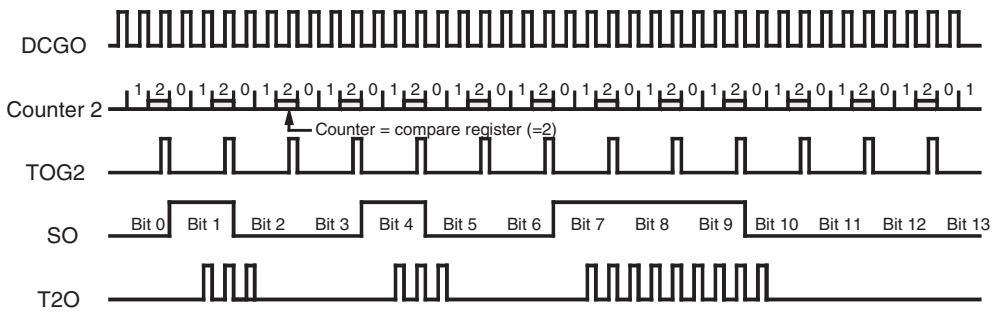 DCGO
Counter 2 1 2 0 1 2 0 1 2 0 1 2 0 1 2 0 1 2 0 1 2 0 1 2 0 1 2 0 1 2 0 1 2 0 1 2 0 1 2 0 1
Counter = compare register (=2)
TOG2
SO Bit 0 Bit 1 Bit 2 Bit 3 Bit 4 Bit 5 Bit 6 Bit 7 Bit 8 Bit 9 Bit 10 Bit 11 Bit 12 Bit 13
T2O